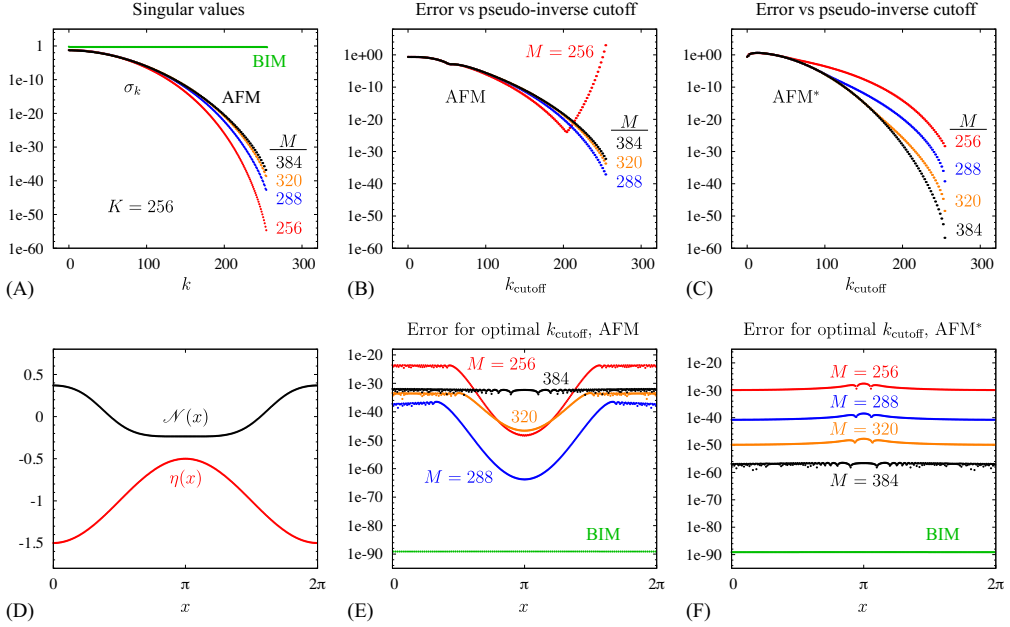 Singular values
1
1e-10
1e-20
1e-30
1e-40
1e-50
1e-60
BIM
σ_k
AFM
M
384
320
288
256
K = 256
0 100 200 300
k
(A)
Error vs pseudo-inverse cutoff
1e+00
1e-10
1e-20
1e-30
1e-40
1e-50
1e-60
M = 256
AFM
M
384
320
288
0 100 200 300
k_cutoff
(B)
Error vs pseudo-inverse cutoff
1e+00
1e-10
1e-20
1e-30
1e-40
1e-50
1e-60
AFM*
M
256
288
320
384
0 100 200 300
k_cutoff
(C)
0.5
0
-0.5
-1
-1.5
𝒩(x)
η(x)
0 π 2π
x
(D)
Error for optimal k_cutoff, AFM
1e-20
1e-30
1e-40
1e-50
1e-60
1e-70
1e-80
1e-90
M = 256
384
320
M = 288
BIM
0 π 2π
x
(E)
Error for optimal k_cutoff, AFM*
1e-20
1e-30
1e-40
1e-50
1e-60
1e-70
1e-80
1e-90
M = 256
M = 288
M = 320
M = 384
BIM
0 π 2π
x
(F)